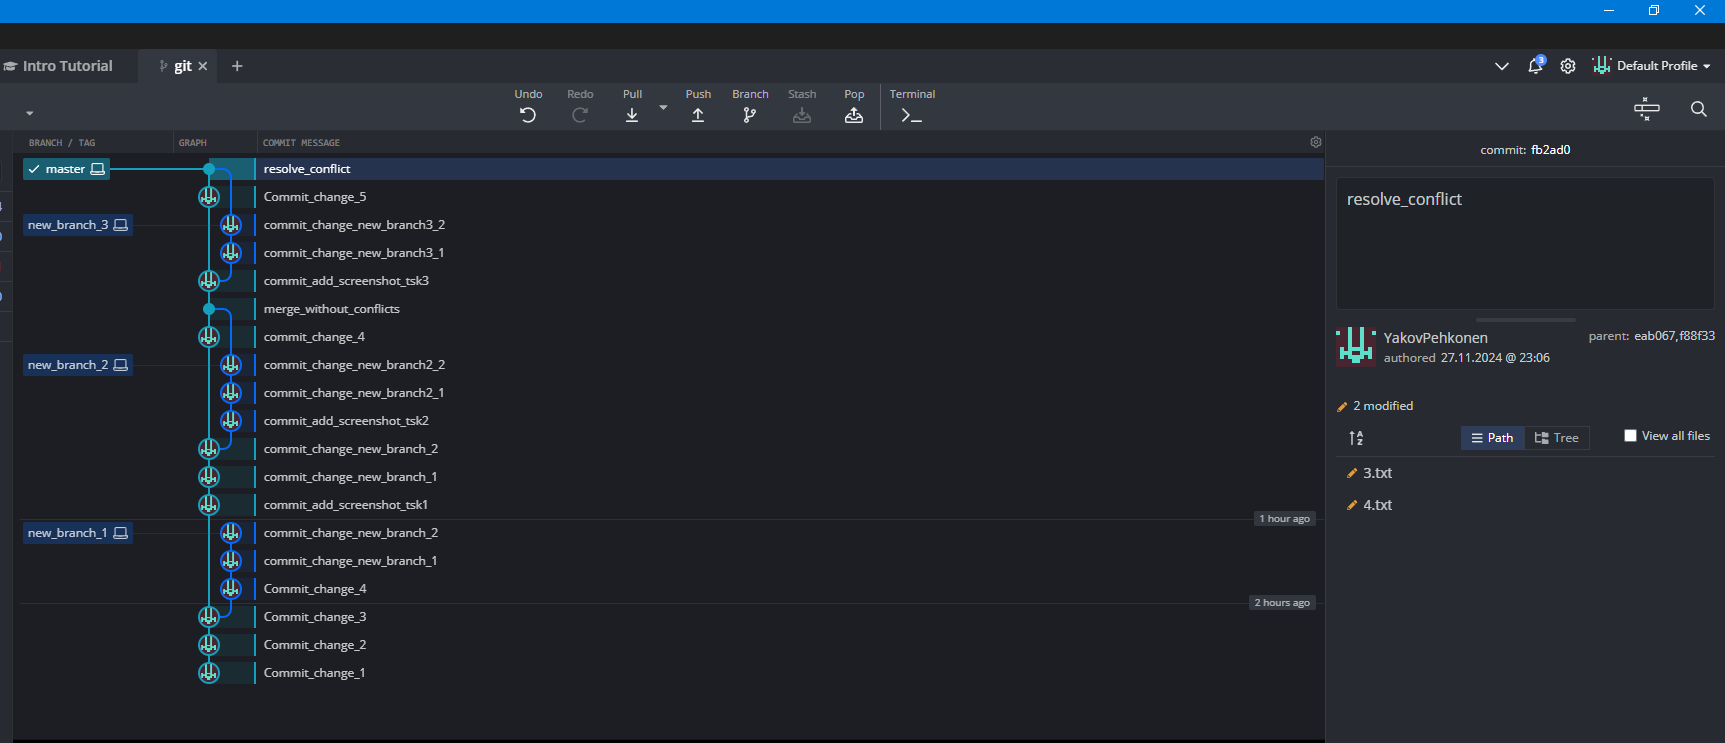 Intro Tutorial
git
3
Default Profile
Undo
Redo
Pull
Push
Branch
Stash
Pop
Terminal
BRANCH / TAG
GRAPH
COMMIT MESSAGE
commit: fb2ad0
master
resolve_conflict
Commit_change_5
new_branch_3
commit_change_new_branch3_2
commit_change_new_branch3_1
commit_add_screenshot_tsk3
merge_without_conflicts
commit_change_4
new_branch_2
commit_change_new_branch2_2
commit_change_new_branch2_1
commit_add_screenshot_tsk2
commit_change_new_branch_2
commit_change_new_branch_1
commit_add_screenshot_tsk1
1 hour ago
new_branch_1
commit_change_new_branch_2
commit_change_new_branch_1
Commit_change_4
2 hours ago
Commit_change_3
Commit_change_2
Commit_change_1
resolve_conflict
YakovPehkonen
parent: eab067,f88f33
authored 27.11.2024 @ 23:06
2 modified
A
Z
Path
Tree
View all files
3.txt
4.txt